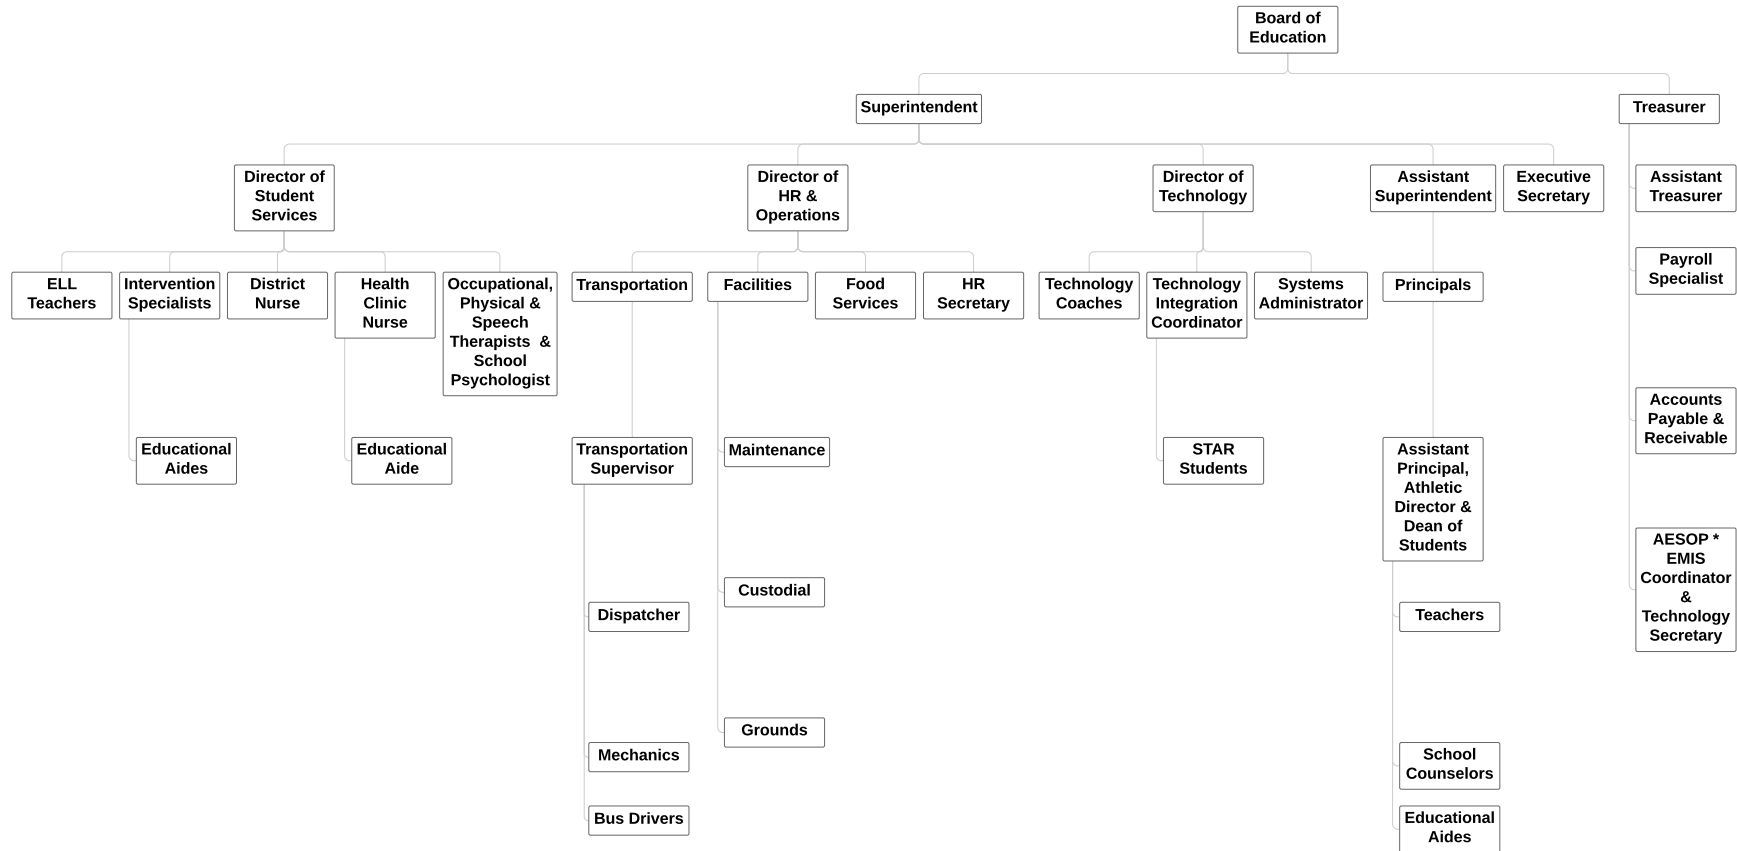 Board of
Education
Superintendent
Treasurer
Director of
Student
Services
Director of
HR &
Operations
Director of
Technology
Assistant
Superintendent
Executive
Secretary
Assistant
Treasurer
Payroll
Specialist
ELL
Teachers
Intervention
Specialists
District
Nurse
Health
Clinic
Nurse
Occupational,
Physical &
Speech
Therapists  &
School
Psychologist
Transportation
Facilities
Food
Services
HR
Secretary
Technology
Coaches
Technology
Integration
Coordinator
Systems
Administrator
Principals
Accounts
Payable &
Receivable
Educational
Aides
Educational
Aide
Transportation
Supervisor
Maintenance
STAR
Students
Assistant
Principal,
Athletic
Director &
Dean of
Students
AESOP *
EMIS
Coordinator
&
Technology
Secretary
Custodial
Dispatcher
Teachers
Grounds
Mechanics
School
Counselors
Bus Drivers
Educational
Aides